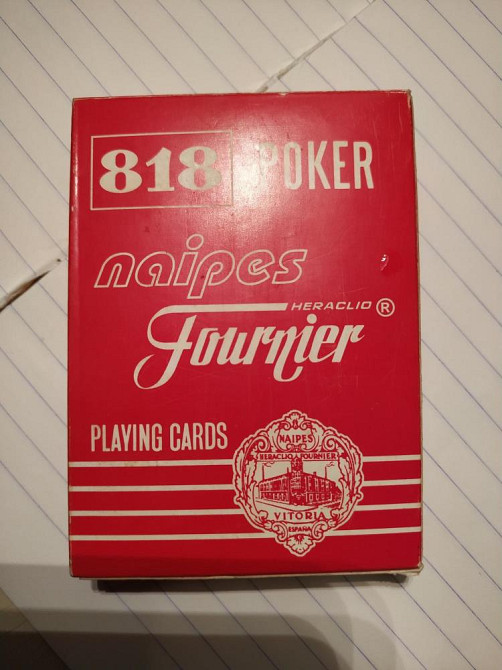 818 POKER
naipes
HERACLIO ®
Fournier
PLAYING CARDS
NAIPES
HERACLIO FOURNIER
VITORIA
ESPAÑA